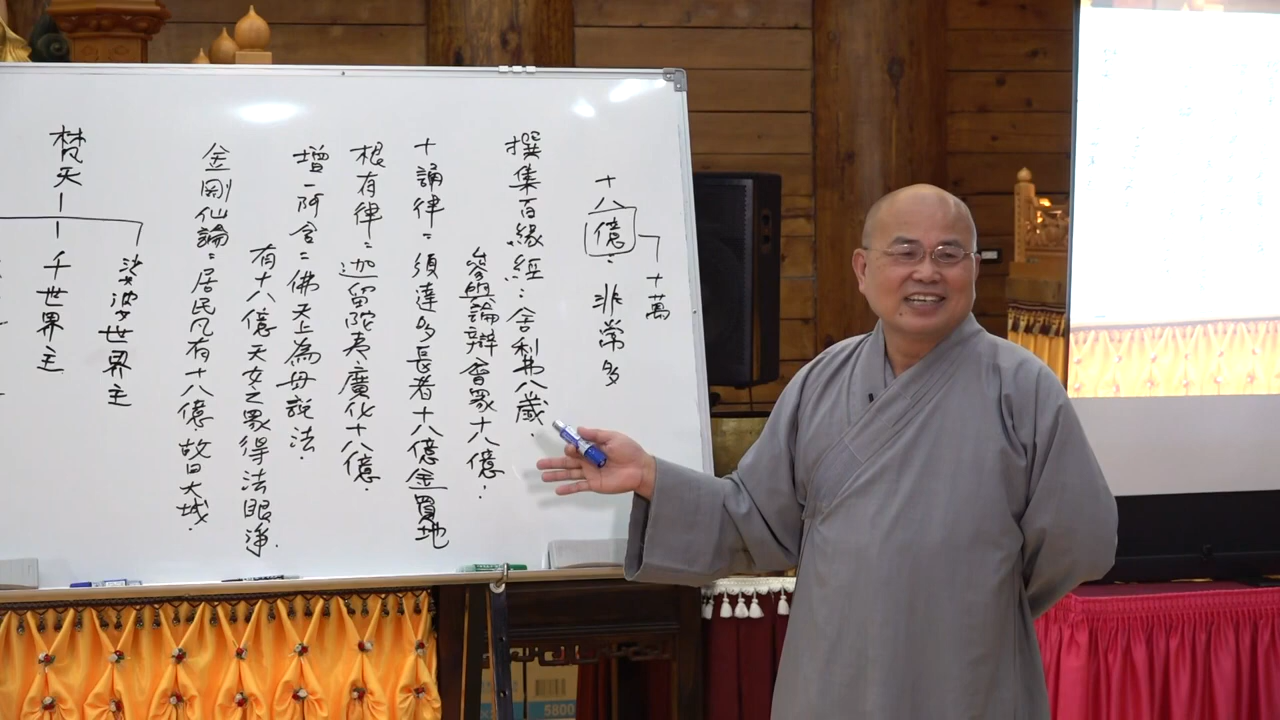 十八億：非常多
十萬
撰集百緣經：舍利弗八歲．
參與論辯會眾十八億：
十誦律：須達多長者十八億金買地
根有律：迦留陀夷廣化十八億．
增一阿含：佛天上為母說法．
有十八億天女之眾得法眼淨．
金剛仙論：居民凡有十八億 故曰大城．
娑婆世界主
梵天
千世界主
5800